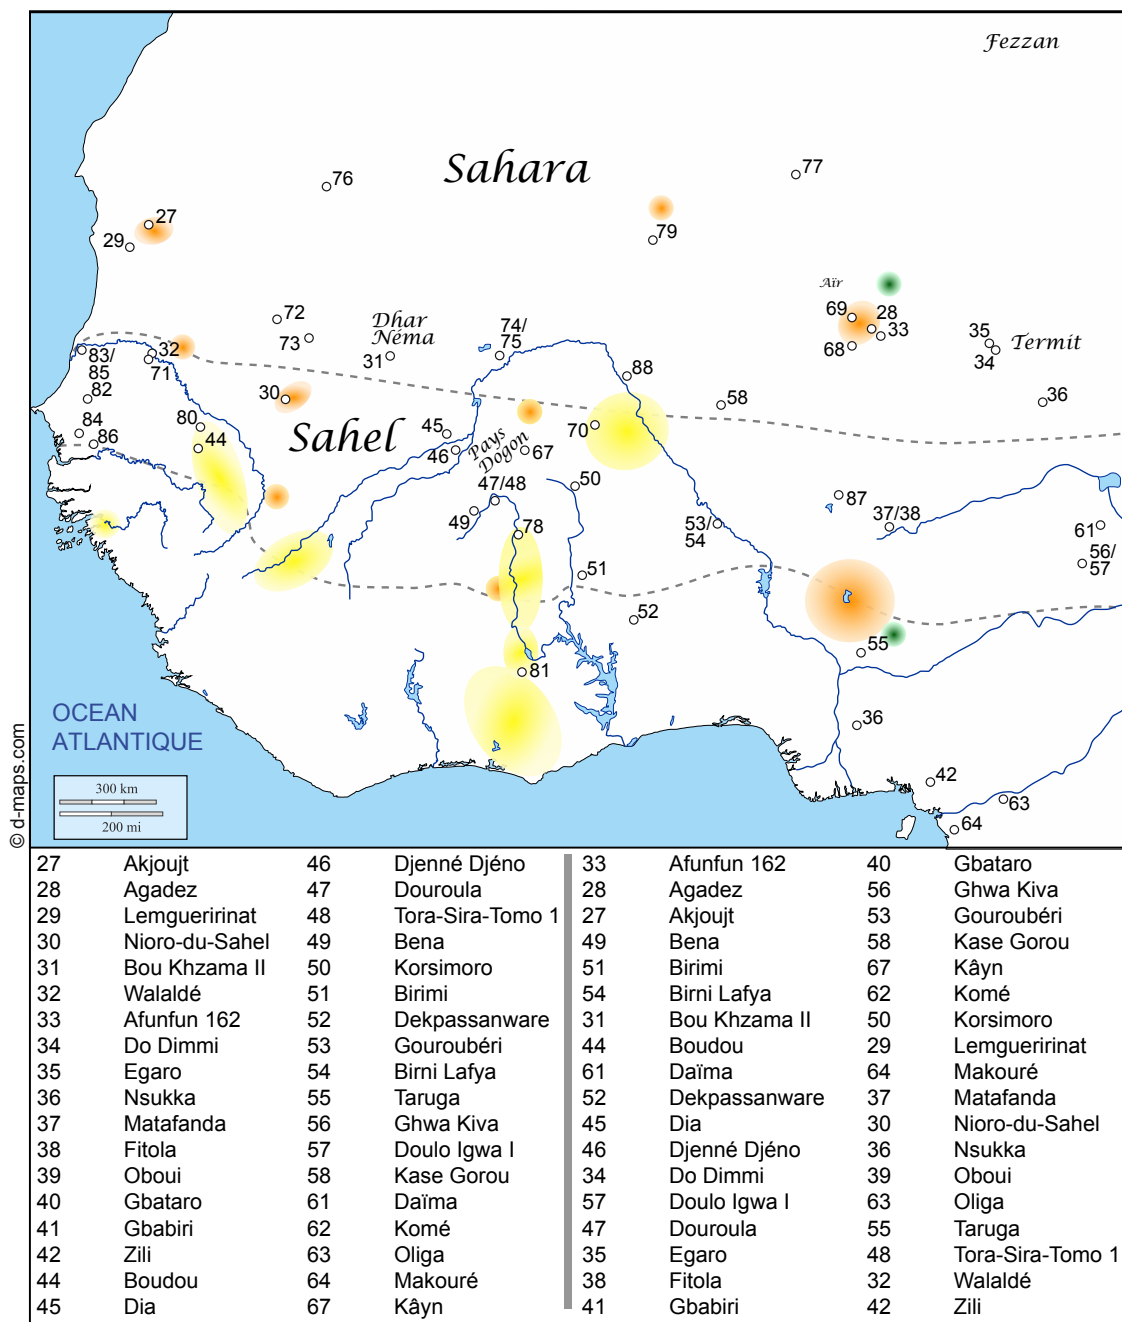 Fezzan
Sahara
76
77
27
29
79
Aïr
69
28
33
68
72
73
Dhar
Néma
31
74/
75
35
34
Termit
83/
85
82
32
71
30
88
58
36
84
86
80
44
Sahel
45
46
Pays
Dogon
67
70
47/48
49
50
78
53/
54
87
37/38
61
56/
57
51
52
55
81
36
42
63
64
OCEAN
ATLANTIQUE
300 km
200 mi
© d-maps.com
27 Akjoujt 46 Djenné Djéno 33 Afunfun 162 40 Gbataro
28 Agadez 47 Douroula 28 Agadez 56 Ghwa Kiva
29 Lemgueririnat 48 Tora-Sira-Tomo 1 27 Akjoujt 53 Gouroubéri
30 Nioro-du-Sahel 49 Bena 49 Bena 58 Kase Gorou
31 Bou Khzama II 50 Korsimoro 51 Birimi 67 Kâyn
32 Walaldé 51 Birimi 54 Birni Lafya 62 Komé
33 Afunfun 162 52 Dekpassanware 31 Bou Khzama II 50 Korsimoro
34 Do Dimmi 53 Gouroubéri 44 Boudou 29 Lemgueririnat
35 Egaro 54 Birni Lafya 61 Daïma 64 Makouré
36 Nsukka 55 Taruga 52 Dekpassanware 37 Matafanda
37 Matafanda 56 Ghwa Kiva 45 Dia 30 Nioro-du-Sahel
38 Fitola 57 Doulo Igwa I 46 Djenné Djéno 36 Nsukka
39 Oboui 58 Kase Gorou 34 Do Dimmi 39 Oboui
40 Gbataro 61 Daïma 57 Doulo Igwa I 63 Oliga
41 Gbabiri 62 Komé 47 Douroula 55 Taruga
42 Zili 63 Oliga 35 Egaro 48 Tora-Sira-Tomo 1
44 Boudou 64 Makouré 38 Fitola 32 Walaldé
45 Dia 67 Kâyn 41 Gbabiri 42 Zili